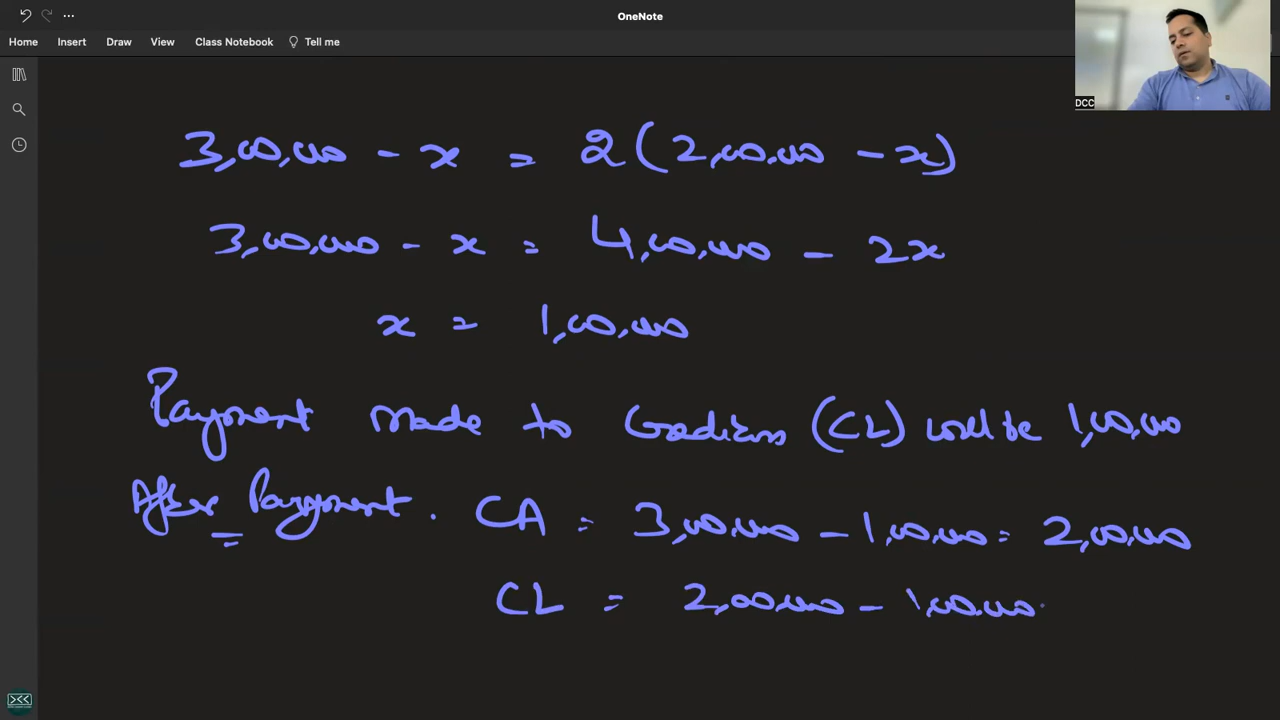 OneNote
Home Insert Draw View Class Notebook Tell me
DCC
3,00,000 - x = 2(2,00,000 - x)
3,00,000 - x = 4,00,000 - 2x
x = 1,00,000
Payment made to Creditors (CL) will be 1,00,000
After Payment. CA = 3,00,000 - 1,00,000 = 2,00,000
CL = 2,00,000 - 1,00,000